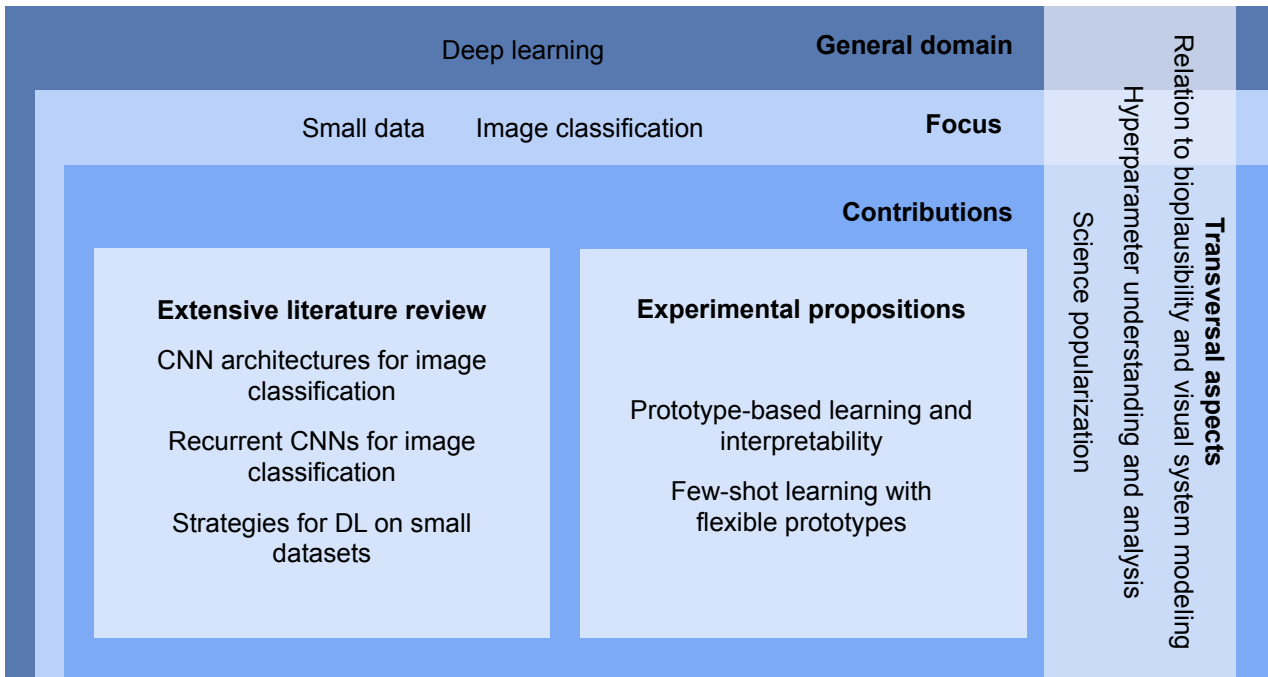 Deep learning
General domain
Small data
Image classification
Focus
Contributions
Extensive literature review
CNN architectures for image
classification
Recurrent CNNs for image
classification
Strategies for DL on small
datasets
Experimental propositions
Prototype-based learning and
interpretability
Few-shot learning with
flexible prototypes
Transversal aspects
Relation to bioplausibility and visual system modeling
Hyperparameter understanding and analysis
Science popularization